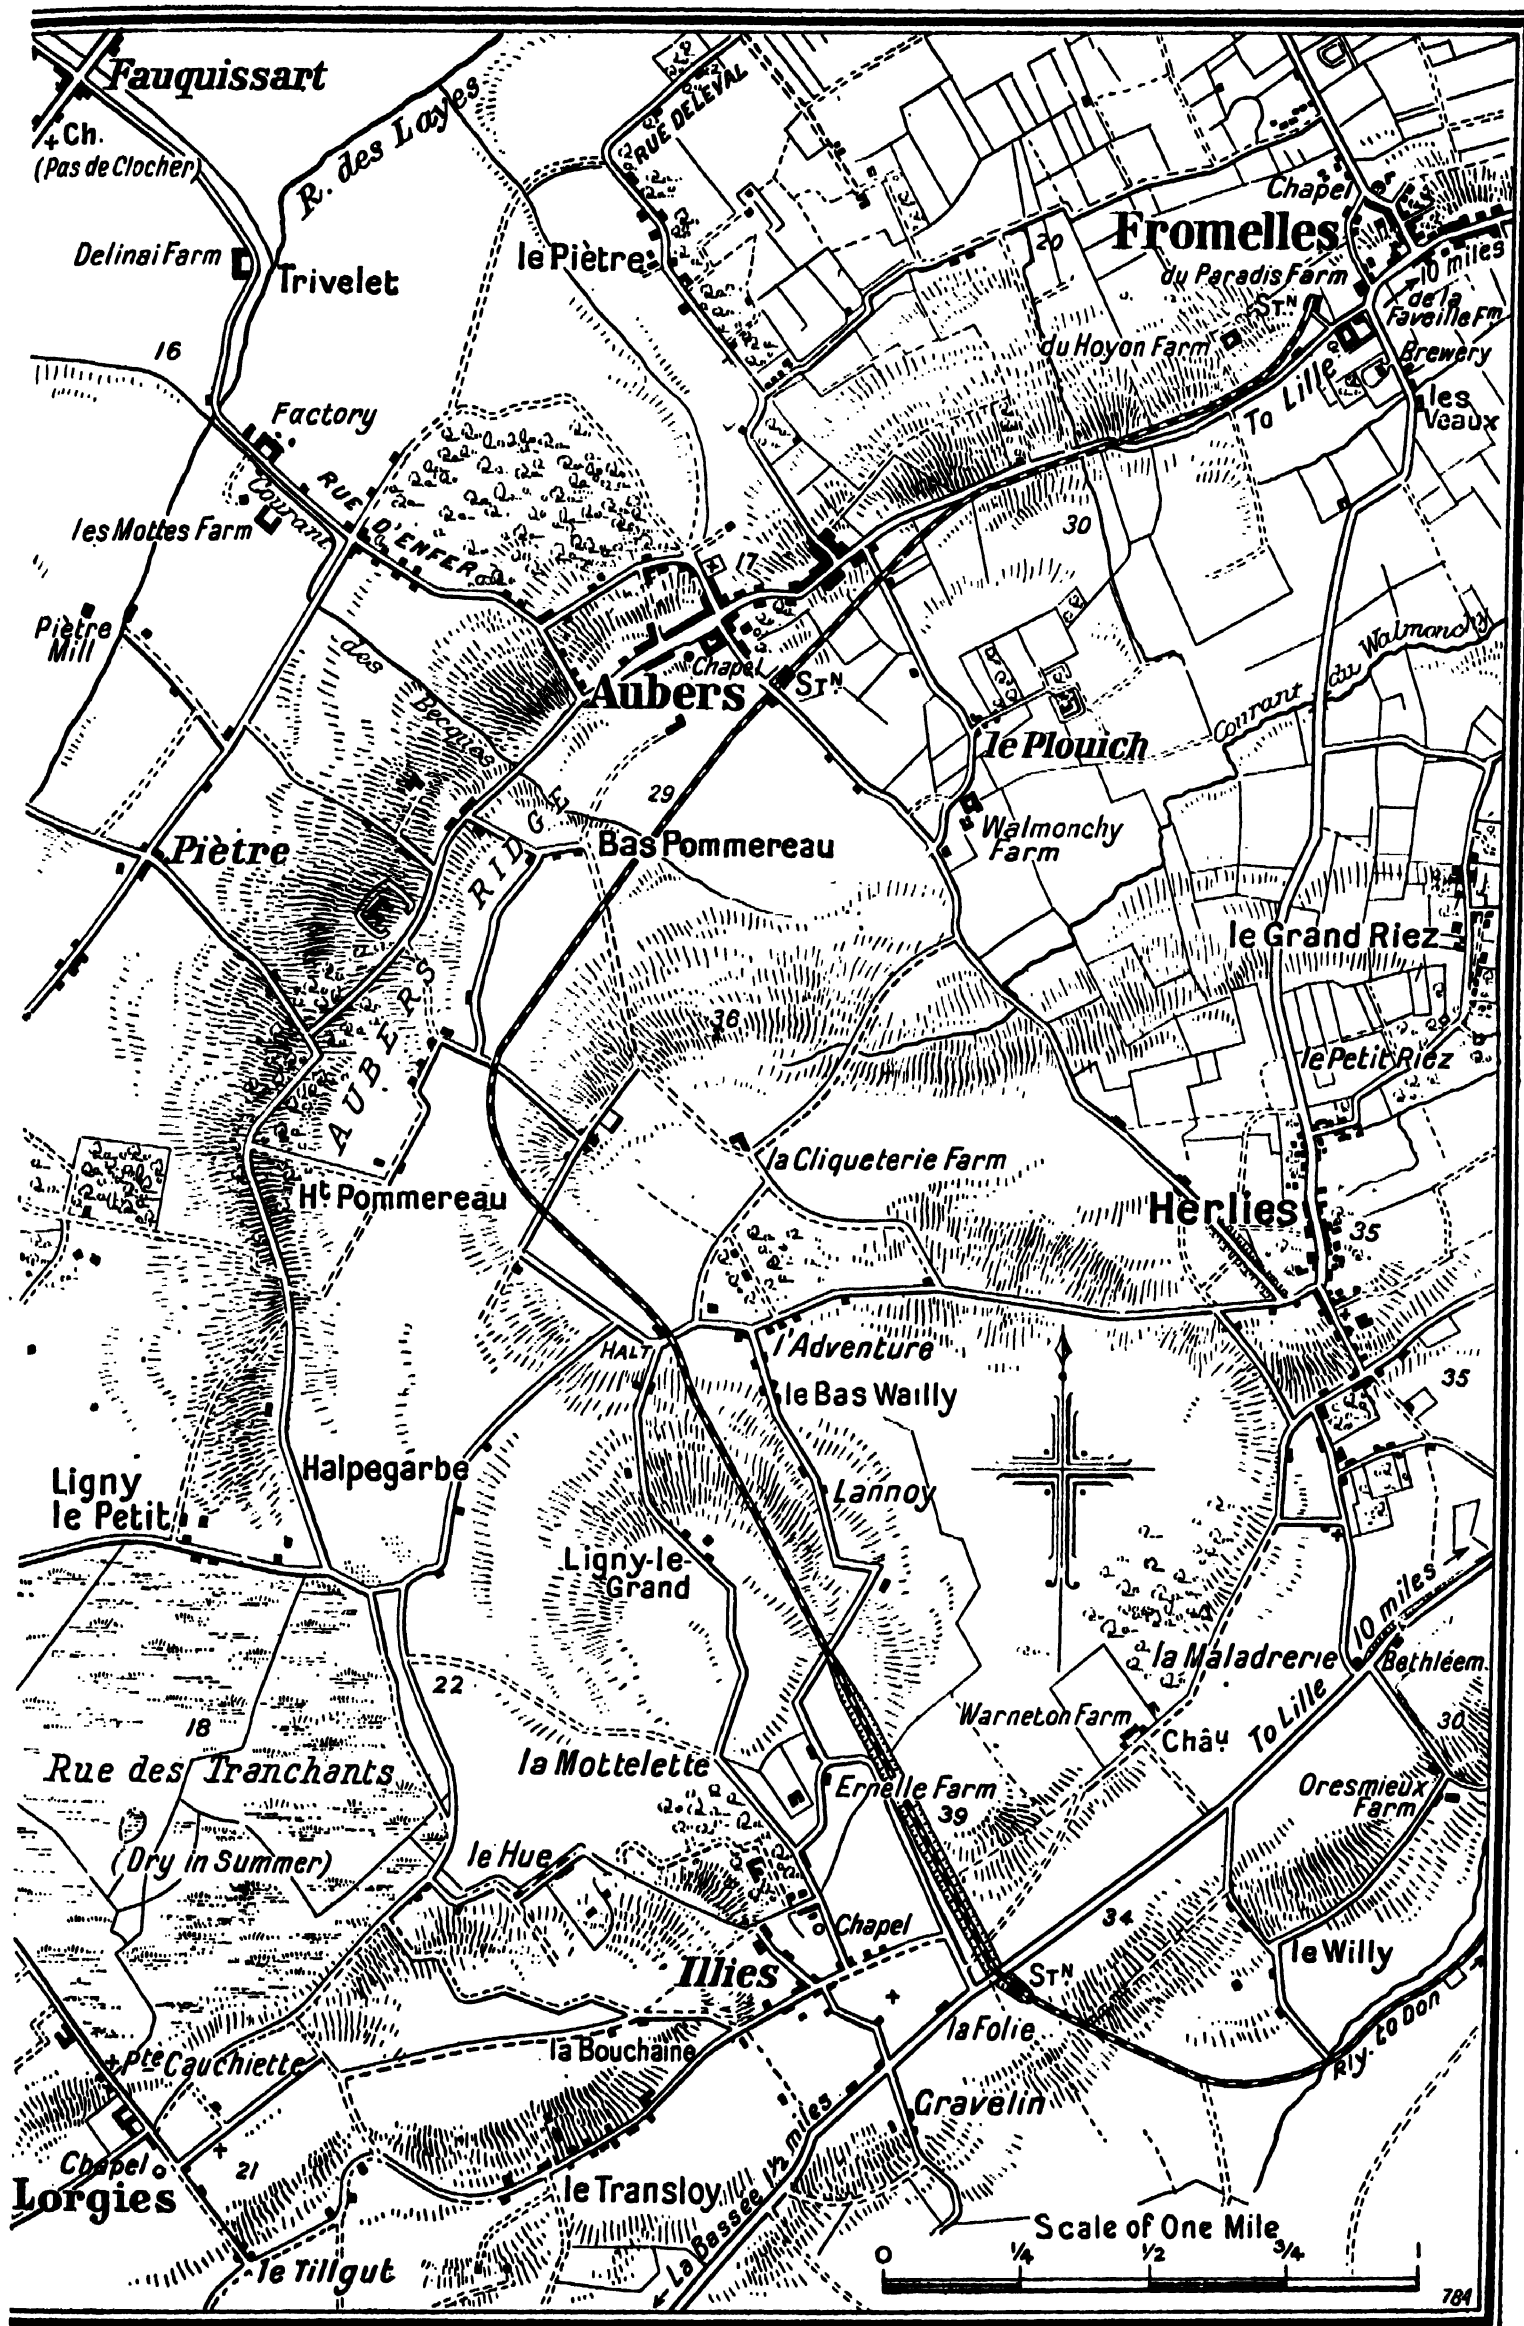 Fauquissart
Ch.
(Pas de Clocher)
R. des Layes
RUE DELEVAL
Delinai Farm
Trivelet
le Piètre
Chapel
Fromelles
20
du Paradis Farm
STN
10 miles
de la
Faveille Fm
16
du Hoyon Farm
Brewery
To Lille
les
Veaux
Factory
RUE D'ENFER
Courant
les Mottes Farm
30
17
Piètre
Mill
des
Chapel
Aubers
STN
Courant du Walmonchy
Becques
le Plouich
29
Walmonchy
Farm
Piètre
Bas Pommereau
AUBERS RIDGE
le Grand Riez
36
le Petit Riez
la Cliqueterie Farm
Ht Pommereau
Herlies
35
HALT
l'Adventure
le Bas Wailly
35
Halpegarbe
Lannoy
Ligny
le Petit
Ligny-le-
Grand
10 miles
la Maladrerie
Bethléem
22
18
Warneton Farm
Châu
To Lille
30
Rue des Tranchants
la Mottelette
Ernelle Farm
39
Oresmieux
Farm
(Dry in Summer)
le Hue
34
Chapel
le Willy
Illies
STN
la Folie
Rly. to Don
la Bouchaine
Pte Cauchiette
Gravelin
Chapel
21
Lorgies
le Transloy
La Bassée 1½ miles
Scale of One Mile
0 1/4 1/2 3/4 1
le Tillgut
784